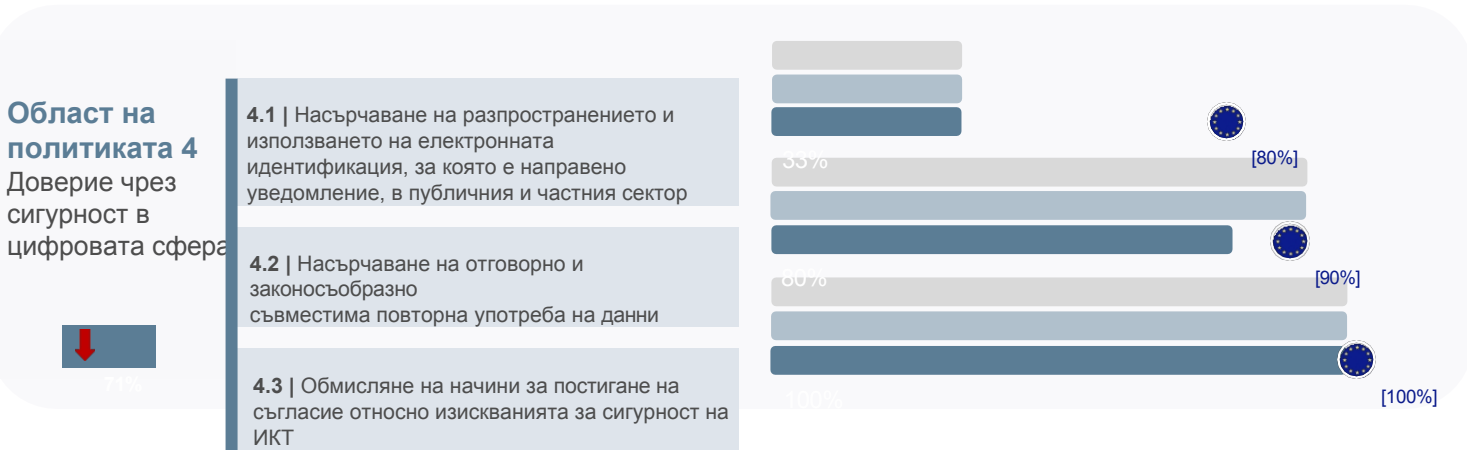 Област на
политиката 4
Доверие чрез
сигурност в
цифровата сфера
71%
4.1 | Насърчаване на разпространението и
използването на електронната
идентификация, за която е направено
уведомление, в публичния и частния сектор
4.2 | Насърчаване на отговорно и
законосъобразно
съвместима повторна употреба на данни
4.3 | Обмисляне на начини за постигане на
съгласие относно изискванията за сигурност на
ИКТ
33%
[80%]
80%
[90%]
100%
[100%]